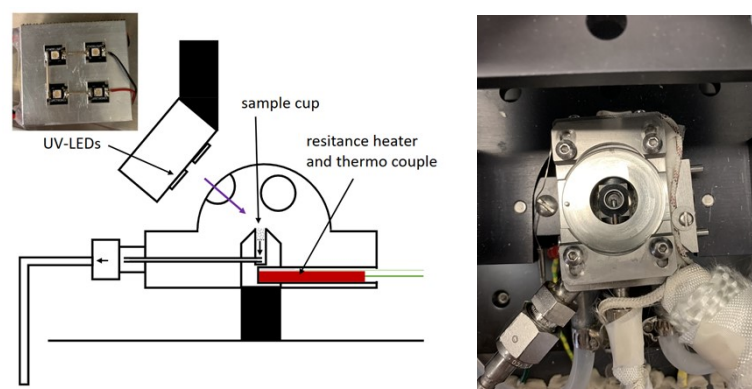 sample cup
UV-LEDs
resitance heater
and thermo couple